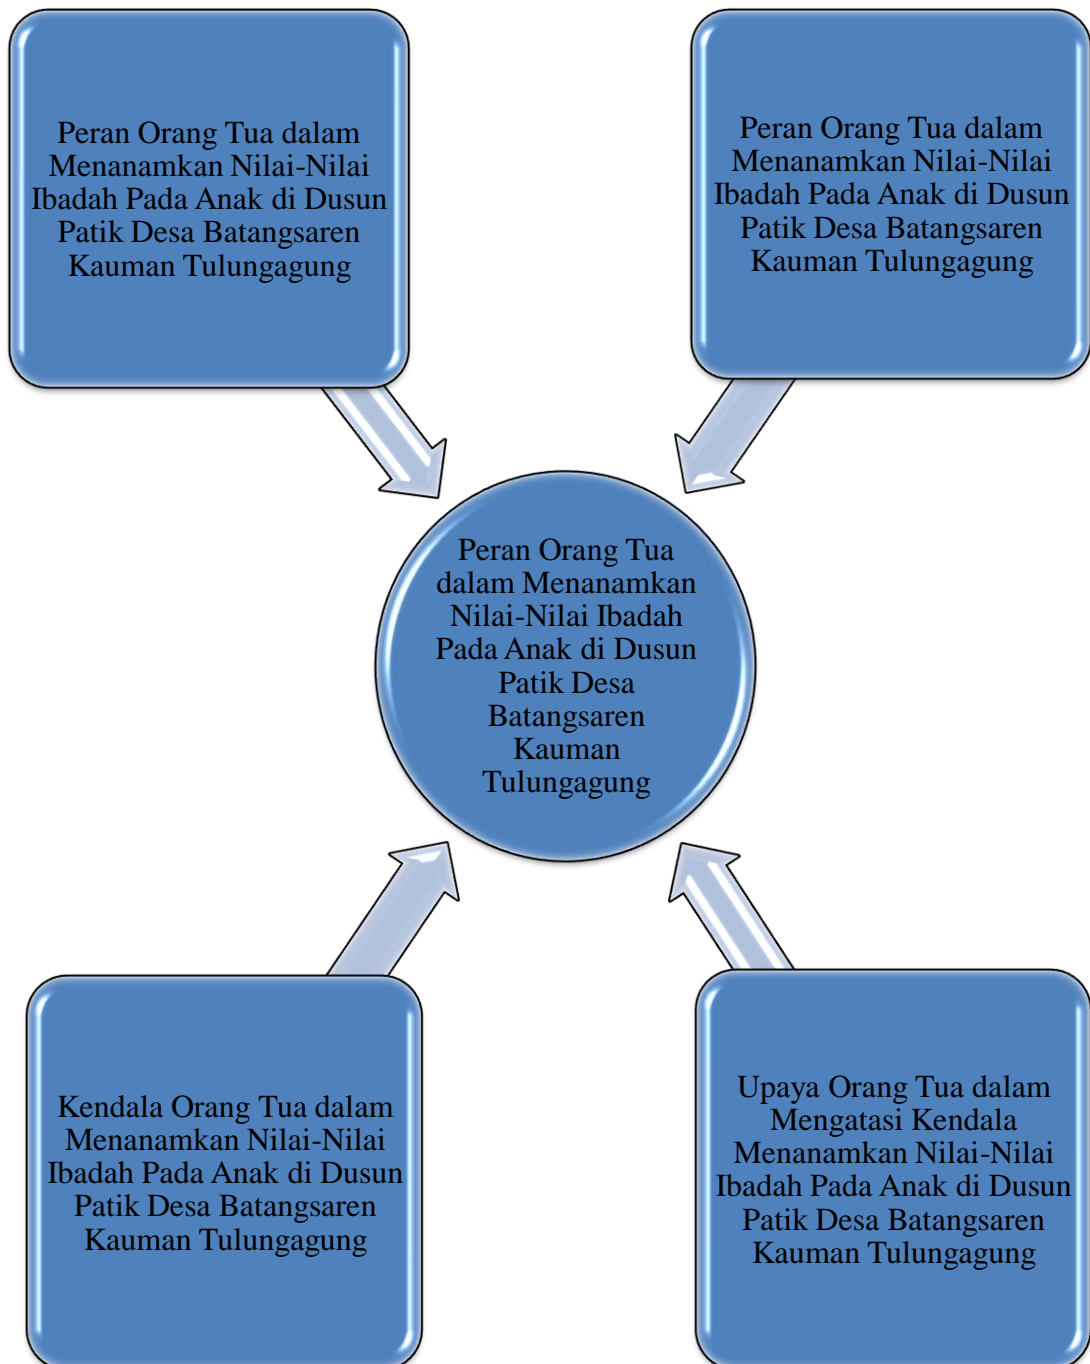 Peran Orang Tua dalam
Menanamkan Nilai-Nilai
Ibadah Pada Anak di Dusun
Patik Desa Batangsaren
Kauman Tulungagung
Peran Orang Tua dalam
Menanamkan Nilai-Nilai
Ibadah Pada Anak di Dusun
Patik Desa Batangsaren
Kauman Tulungagung
Peran Orang Tua
dalam Menanamkan
Nilai-Nilai Ibadah
Pada Anak di Dusun
Patik Desa
Batangsaren
Kauman
Tulungagung
Kendala Orang Tua dalam
Menanamkan Nilai-Nilai
Ibadah Pada Anak di Dusun
Patik Desa Batangsaren
Kauman Tulungagung
Upaya Orang Tua dalam
Mengatasi Kendala
Menanamkan Nilai-Nilai
Ibadah Pada Anak di Dusun
Patik Desa Batangsaren
Kauman Tulungagung